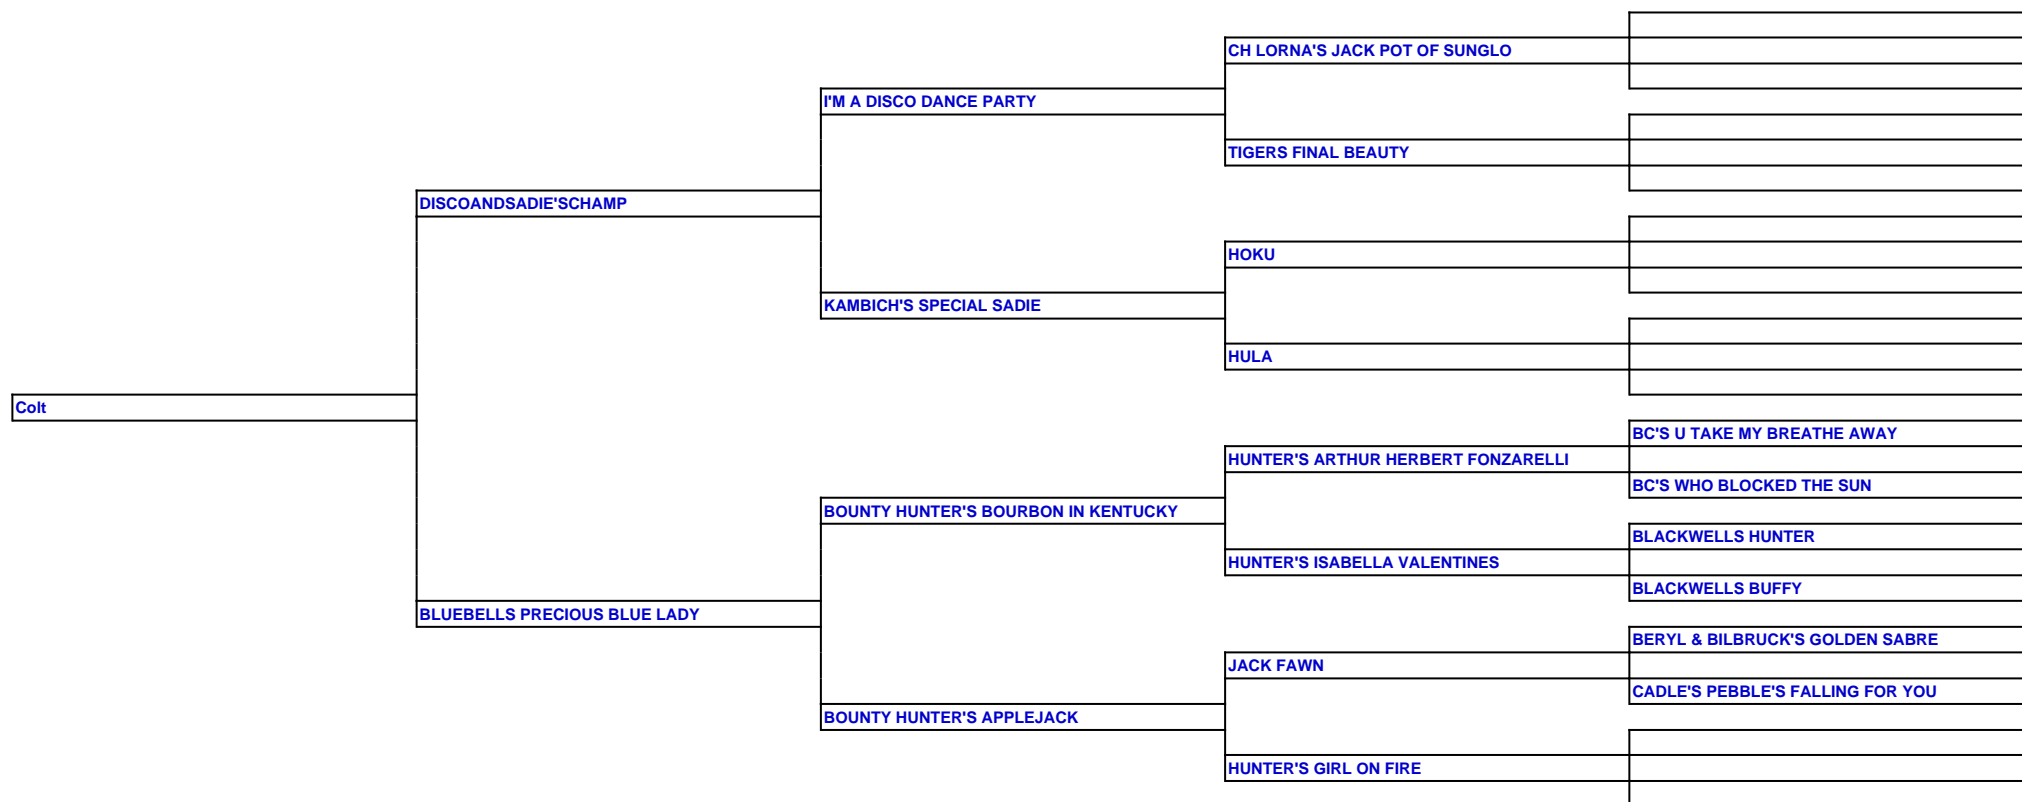 CH LORNA'S JACK POT OF SUNGLO
I'M A DISCO DANCE PARTY
TIGERS FINAL BEAUTY
DISCOANDSADIE'SCHAMP
HOKU
KAMBICH'S SPECIAL SADIE
HULA
Colt
BC'S U TAKE MY BREATHE AWAY
HUNTER'S ARTHUR HERBERT FONZARELLI
BC'S WHO BLOCKED THE SUN
BOUNTY HUNTER'S BOURBON IN KENTUCKY
BLACKWELLS HUNTER
HUNTER'S ISABELLA VALENTINES
BLACKWELLS BUFFY
BLUEBELLS PRECIOUS BLUE LADY
BERYL & BILBRUCK'S GOLDEN SABRE
JACK FAWN
CADLE'S PEBBLE'S FALLING FOR YOU
BOUNTY HUNTER'S APPLEJACK
HUNTER'S GIRL ON FIRE